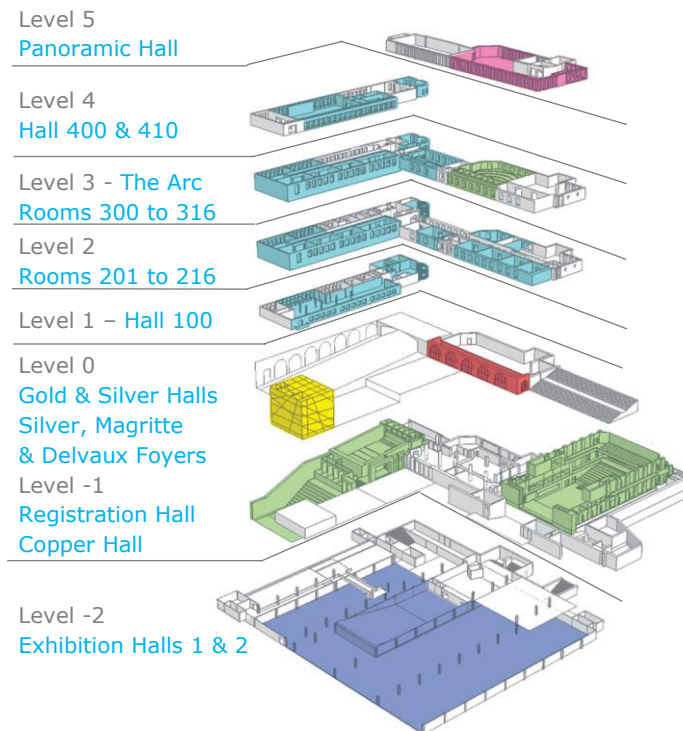 Level 5
Panoramic Hall
Level 4
Hall 400 & 410
Level 3 - The Arc
Rooms 300 to 316
Level 2
Rooms 201 to 216
Level 1 – Hall 100
Level 0
Gold & Silver Halls
Silver, Magritte
& Delvaux Foyers
Level -1
Registration Hall
Copper Hall
Level -2
Exhibition Halls 1 & 2